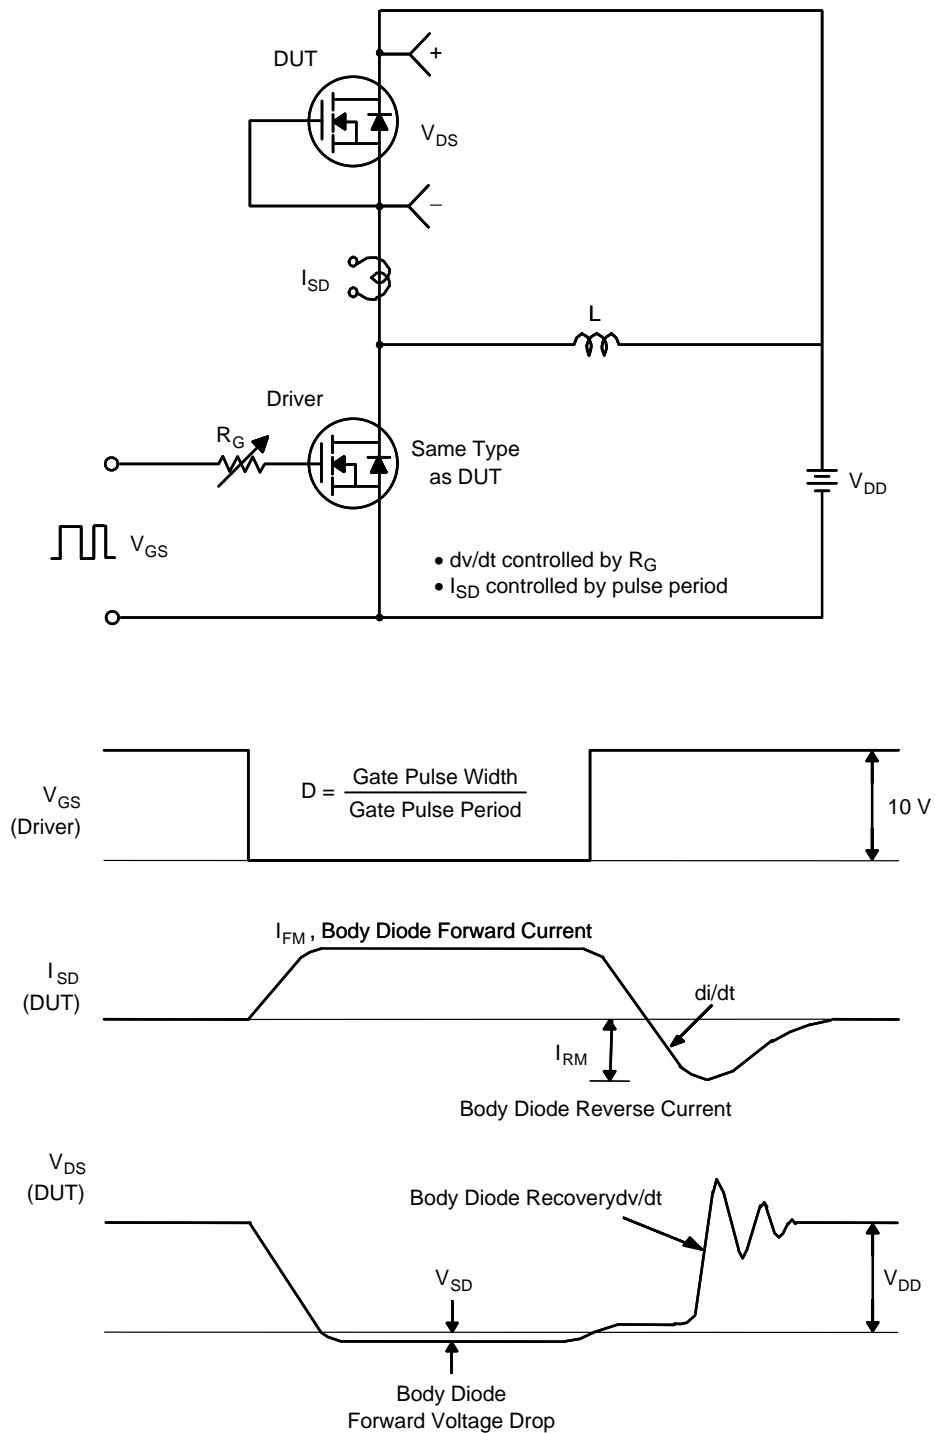 DUT
+
V_DS
−
I_SD
L
Driver
R_G
Same Type
as DUT
V_DD
V_GS
• dv/dt controlled by R_G
• I_SD controlled by pulse period
V_GS
(Driver)
D = Gate Pulse Width
Gate Pulse Period
10 V
I_FM , Body Diode Forward Current
I_SD
(DUT)
di/dt
I_RM
Body Diode Reverse Current
V_DS
(DUT)
Body Diode Recoverydv/dt
V_SD
V_DD
Body Diode
Forward Voltage Drop